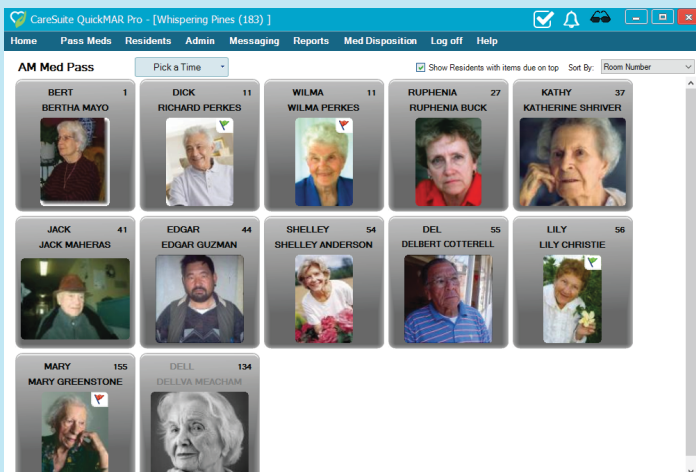 CareSuite QuickMAR Pro - [Whispering Pines (183) ]
Home Pass Meds Residents Admin Messaging Reports Med Disposition Log off Help
AM Med Pass Pick a Time Show Residents with items due on top Sort By: Room Number
BERT 1 DICK 11 WILMA 11 RUPHENIA 27 KATHY 37
BERTHA MAYO RICHARD PERKES WILMA PERKES RUPHENIA BUCK KATHERINE SHRIVER
JACK 41 EDGAR 44 SHELLEY 54 DEL 55 LILY 56
JACK MAHERAS EDGAR GUZMAN SHELLEY ANDERSON DELBERT COTTERELL LILY CHRISTIE
MARY 155 DELL 134
MARY GREENSTONE DELLVA MEACHAM